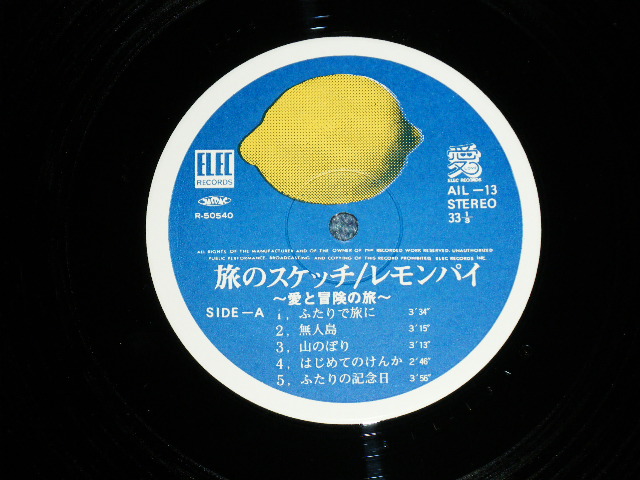 ELEC
RECORDS
R-50540
愛
ELEC RECORDS
AIL-13
STEREO
33 1/3
ALL RIGHTS OF THE MANUFACTURER AND OF THE OWNER OF THE RECORDED WORK RESERVED. UNAUTHORISED
PUBLIC PERFORMANCE, BROADCASTING AND COPYING OF THIS RECORD PROHIBITED. ELEC RECORDS INC.
旅のスケッチ/レモンパイ
〜愛と冒険の旅〜
SIDE-A
1, ふたりで旅に 3'34"
2, 無人島 3'15"
3, 山のぼり 3'13"
4, はじめてのけんか 2'46"
5, ふたりの記念日 3'56"